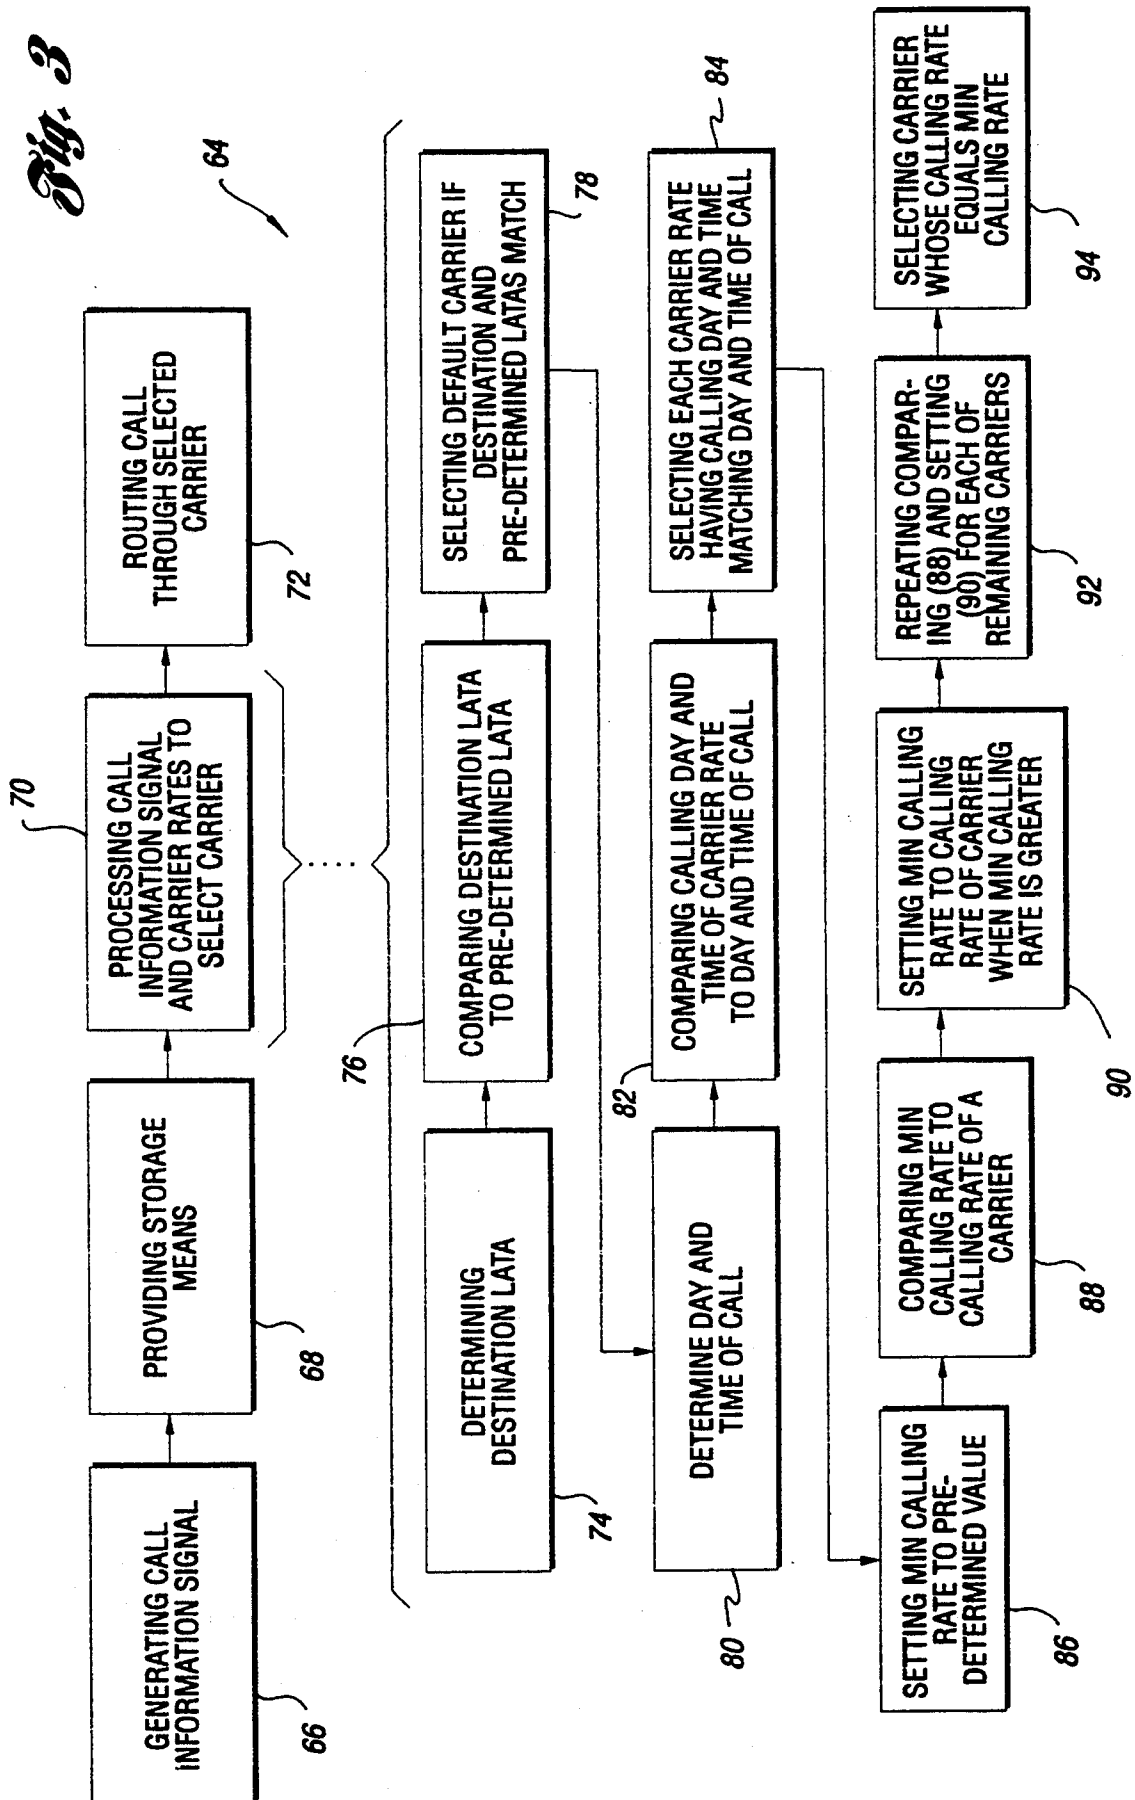 Fig. 3
64
GENERATING CALL
INFORMATION SIGNAL
66
PROVIDING STORAGE
MEANS
68
PROCESSING CALL
INFORMATION SIGNAL
AND CARRIER RATES TO
SELECT CARRIER
70
ROUTING CALL
THROUGH SELECTED
CARRIER
72
DETERMINING
DESTINATION LATA
74
COMPARING DESTINATION LATA
TO PRE-DETERMINED LATA
76
SELECTING DEFAULT CARRIER IF
DESTINATION AND
PRE-DETERMINED LATAS MATCH
78
DETERMINE DAY AND
TIME OF CALL
80
COMPARING CALLING DAY AND
TIME OF CARRIER RATE
TO DAY AND TIME OF CALL
82
SELECTING EACH CARRIER RATE
HAVING CALLING DAY AND TIME
MATCHING DAY AND TIME OF CALL
84
SETTING MIN CALLING
RATE TO PRE-
DETERMINED VALUE
86
COMPARING MIN
CALLING RATE TO
CALLING RATE OF A
CARRIER
88
SETTING MIN CALLING
RATE TO CALLING
RATE OF CARRIER
WHEN MIN CALLING
RATE IS GREATER
90
REPEATING COMPAR-
ING (88) AND SETTING
(90) FOR EACH OF
REMAINING CARRIERS
92
SELECTING CARRIER
WHOSE CALLING RATE
EQUALS MIN
CALLING RATE
94